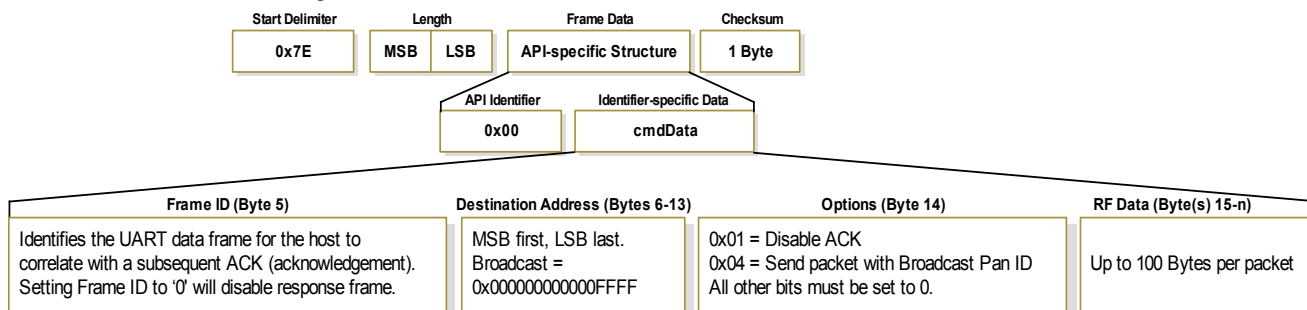 Start Delimiter Length Frame Data Checksum
0x7E MSB LSB API-specific Structure 1 Byte
API Identifier Identifier-specific Data
0x00 cmdData
Frame ID (Byte 5)
Identifies the UART data frame for the host to
correlate with a subsequent ACK (acknowledgement).
Setting Frame ID to ‘0' will disable response frame.
Destination Address (Bytes 6-13)
MSB first, LSB last.
Broadcast =
0x000000000000FFFF
Options (Byte 14)
0x01 = Disable ACK
0x04 = Send packet with Broadcast Pan ID
All other bits must be set to 0.
RF Data (Byte(s) 15-n)
Up to 100 Bytes per packet